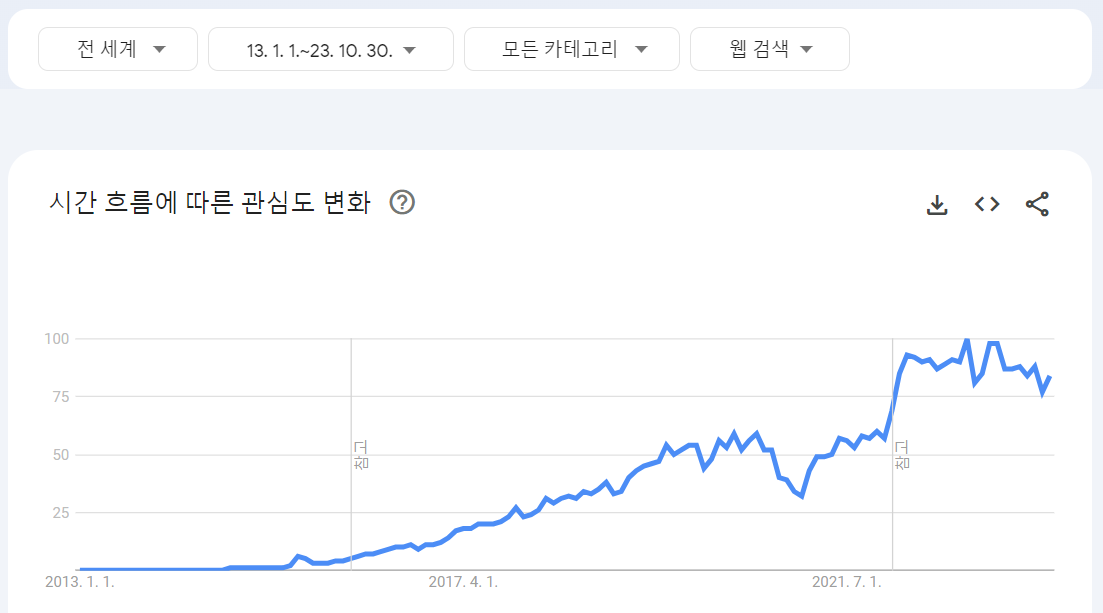 전 세계
13. 1. 1.~23. 10. 30.
모든 카테고리
웹 검색
시간 흐름에 따른 관심도 변화
?
100
75
50
25
참고
참고
2013. 1. 1.
2017. 4. 1.
2021. 7. 1.